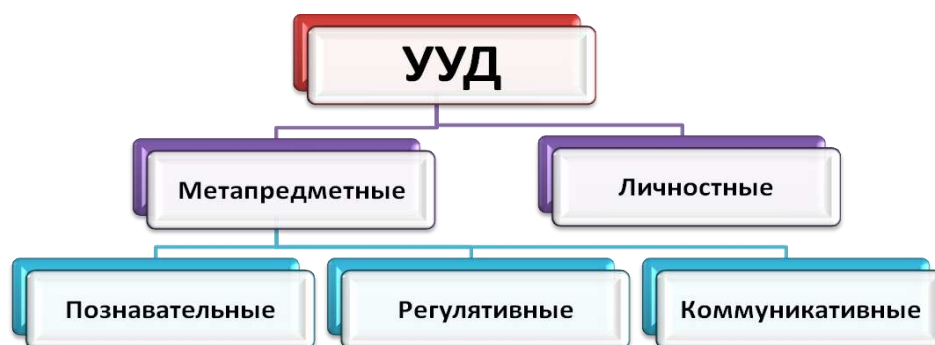 УУД
Метапредметные
Личностные
Познавательные
Регулятивные
Коммуникативные